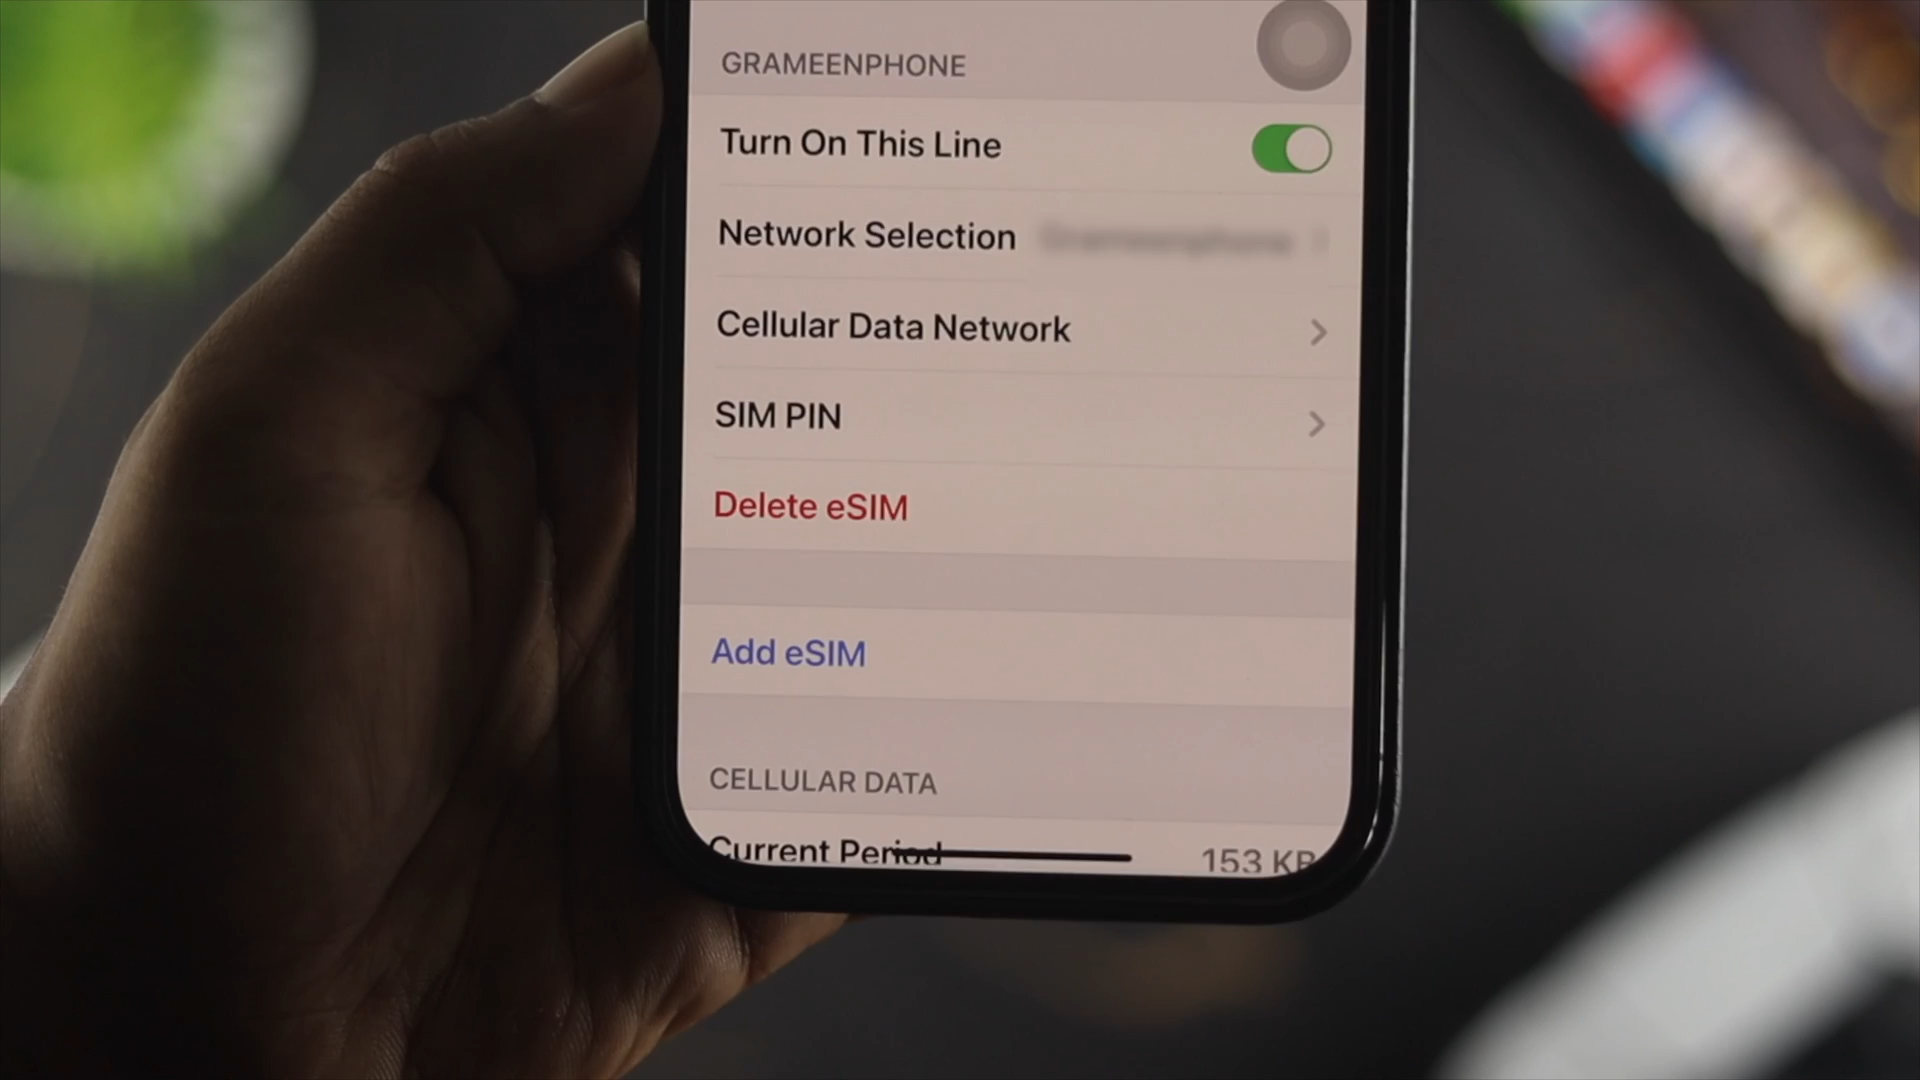 GRAMEENPHONE
Turn On This Line
Network Selection
Cellular Data Network
SIM PIN
Delete eSIM
Add eSIM
CELLULAR DATA
Current Period 153 KB